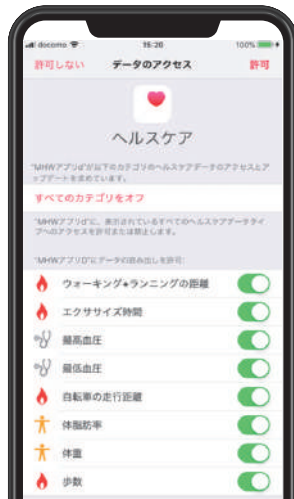 docomo 16:20 100%
許可しない データのアクセス 許可
ヘルスケア
"MHWアプリd"が以下のカテゴリのヘルスケアデータのアクセスとア
ップデートを求めています。
すべてのカテゴリをオフ
"MHWアプリd"に、表示されているすべてのヘルスケアデータタイ
プへのアクセスを許可または禁止します。
"MHWアプリD"にデータの読み出しを許可:
ウォーキング+ランニングの距離
エクササイズ時間
最高血圧
最低血圧
自転車の走行距離
体脂肪率
体重
歩数